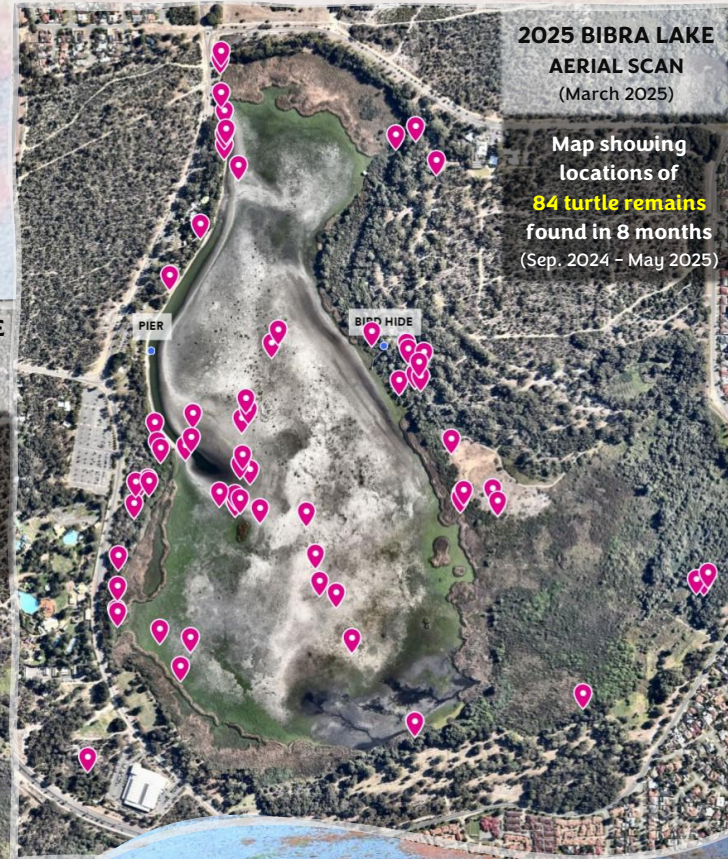 2025 BIBRA LAKE
AERIAL SCAN
(March 2025)
Map showing
locations of
84 turtle remains
found in 8 months
(Sep. 2024 – May 2025)
PIER
BIRD HIDE
E